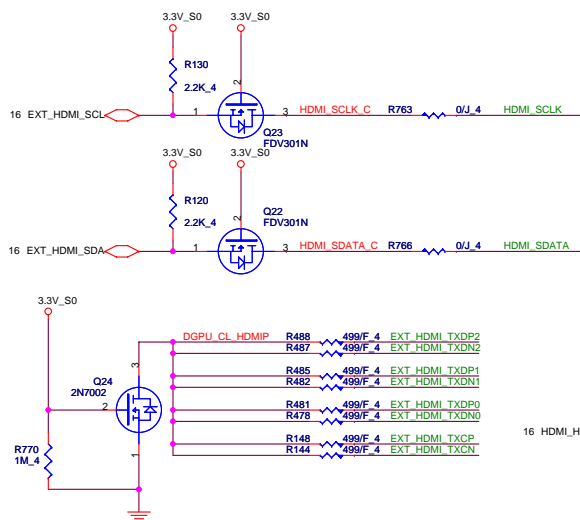 3.3V_S0 3.3V_S0
R130
2.2K_4
2
16 EXT_HDMI_SCL 1 3 HDMI_SCLK_C R763 0/J_4 HDMI_SCLK
Q23
FDV301N
3.3V_S0 3.3V_S0
R120
2.2K_4
Q22
FDV301N
2
16 EXT_HDMI_SDA 1 3 HDMI_SDATA_C R766 0/J_4 HDMI_SDATA
3.3V_S0
DGPU_CL_HDMIP R488 499/F_4 EXT_HDMI_TXDP2
R487 499/F_4 EXT_HDMI_TXDN2
3
R485 499/F_4 EXT_HDMI_TXDP1
Q24
2N7002
R482 499/F_4 EXT_HDMI_TXDN1
2
R481 499/F_4 EXT_HDMI_TXDP0
R478 499/F_4 EXT_HDMI_TXDN0
16 HDMI_H
R770
1M_4
1
R148 499/F_4 EXT_HDMI_TXCP
R144 499/F_4 EXT_HDMI_TXCN